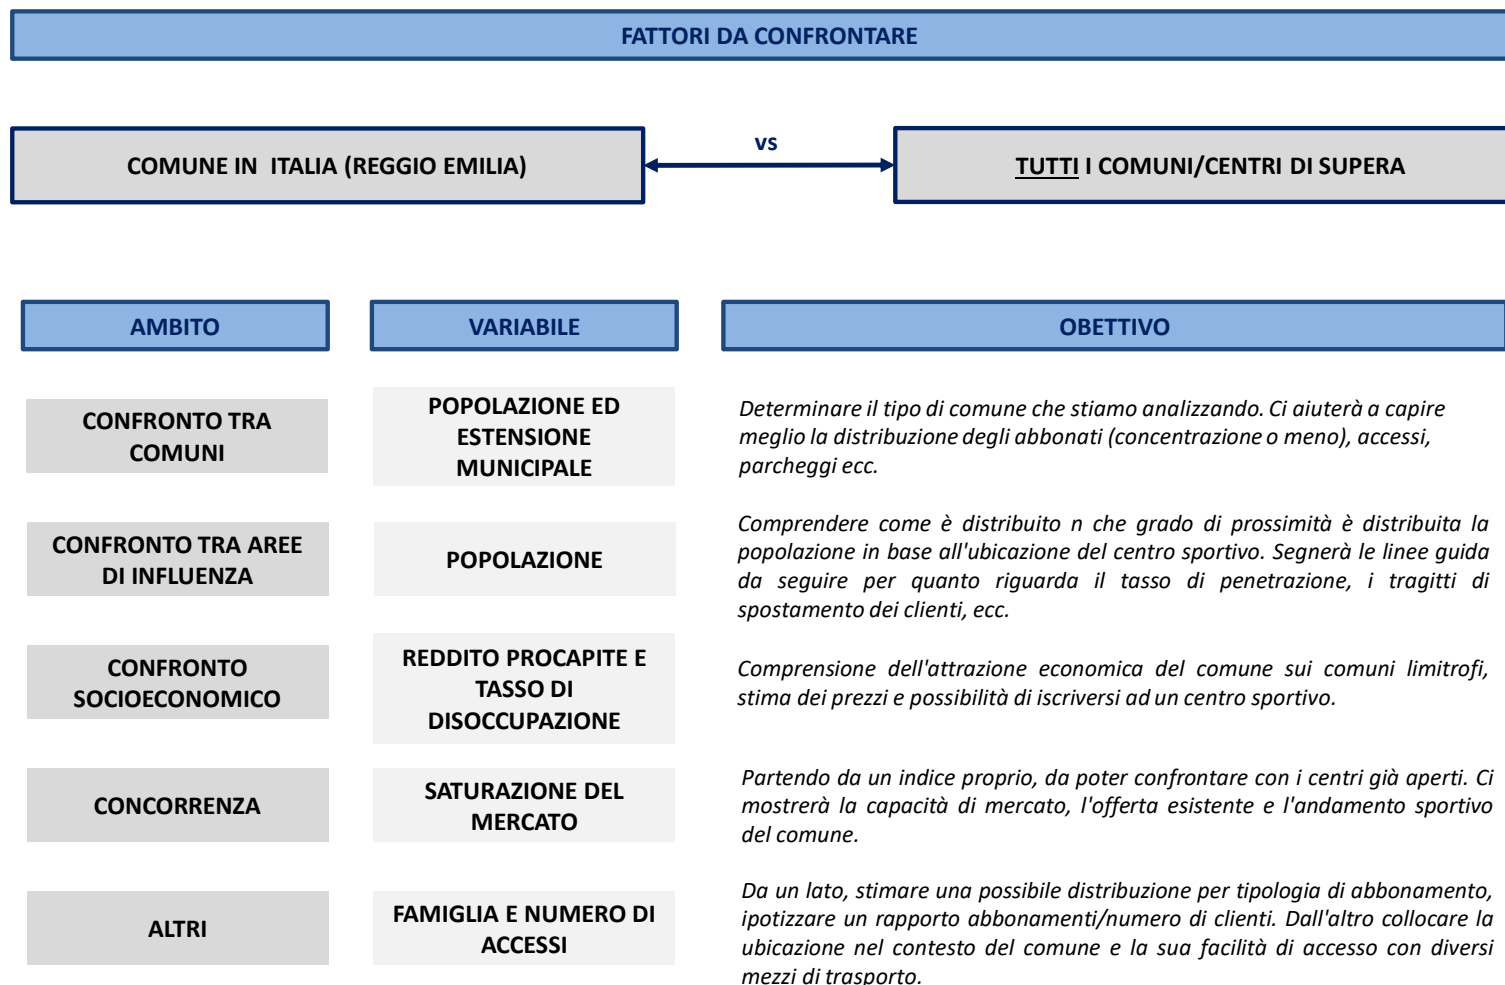 FATTORI DA CONFRONTARE
COMUNE IN ITALIA (REGGIO EMILIA)
vs
TUTTI I COMUNI/CENTRI DI SUPERA
AMBITO
VARIABILE
OBETTIVO
CONFRONTO TRA
COMUNI
POPOLAZIONE ED
ESTENSIONE
MUNICIPALE
Determinare il tipo di comune che stiamo analizzando. Ci aiuterà a capire
meglio la distribuzione degli abbonati (concentrazione o meno), accessi,
parcheggi ecc.
CONFRONTO TRA AREE
DI INFLUENZA
POPOLAZIONE
Comprendere come è distribuito n che grado di prossimità è distribuita la
popolazione in base all'ubicazione del centro sportivo. Segnerà le linee guida
da seguire per quanto riguarda il tasso di penetrazione, i tragitti di
spostamento dei clienti, ecc.
CONFRONTO
SOCIOECONOMICO
REDDITO PROCAPITE E
TASSO DI
DISOCCUPAZIONE
Comprensione dell'attrazione economica del comune sui comuni limitrofi,
stima dei prezzi e possibilità di iscriversi ad un centro sportivo.
CONCORRENZA
SATURAZIONE DEL
MERCATO
Partendo da un indice proprio, da poter confrontare con i centri già aperti. Ci
mostrerà la capacità di mercato, l'offerta esistente e l'andamento sportivo
del comune.
ALTRI
FAMIGLIA E NUMERO DI
ACCESSI
Da un lato, stimare una possibile distribuzione per tipologia di abbonamento,
ipotizzare un rapporto abbonamenti/numero di clienti. Dall'altro collocare la
ubicazione nel contesto del comune e la sua facilità di accesso con diversi
mezzi di trasporto.